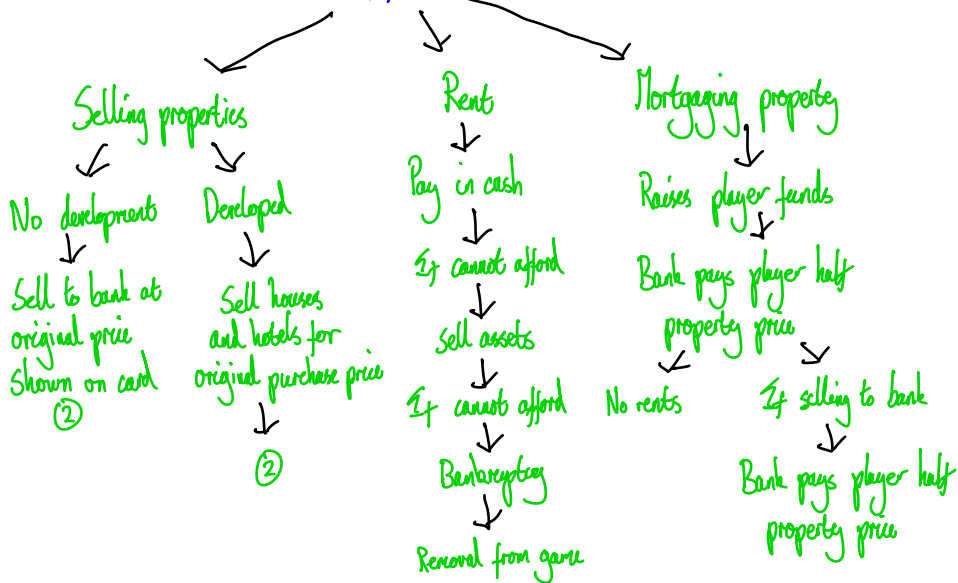 Selling properties
No development
Sell to bank at
original price
shown on card
②
Developed
Sell houses
and hotels for
original purchase price
②
Rent
Pay in cash
If cannot afford
Sell assets
If cannot afford
Bankcryptcy
Removal from game
Mortgaging property
Raises player funds
Bank pays player half
property price
No rents
If selling to bank
Bank pays player half
property price